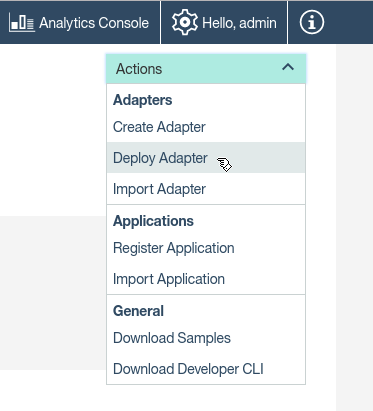 Analytics Console
Hello, admin
Actions
Adapters
Create Adapter
Deploy Adapter
Import Adapter
Applications
Register Application
Import Application
General
Download Samples
Download Developer CLI